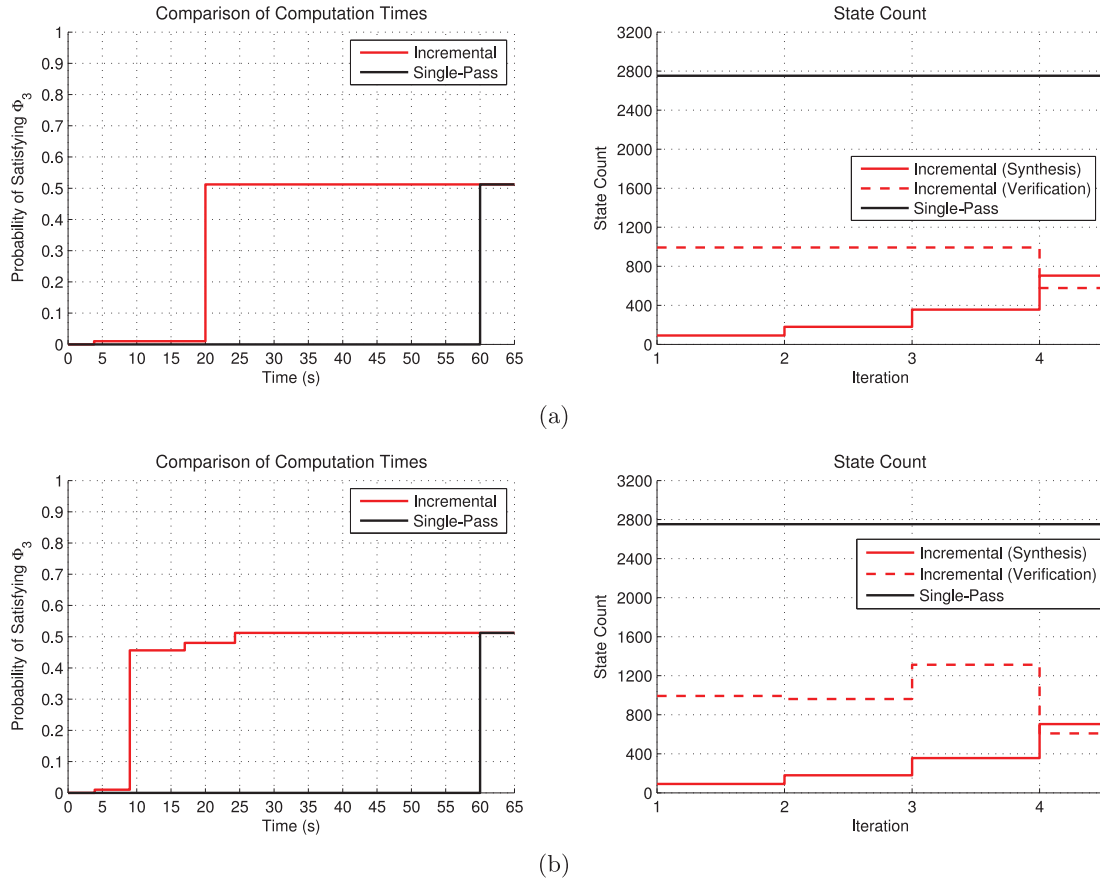 Comparison of Computation Times
Probability of Satisfying Φ3
1
0.9
0.8
0.7
0.6
0.5
0.4
0.3
0.2
0.1
0
Incremental
Single-Pass
0 5 10 15 20 25 30 35 40 45 50 55 60 65
Time (s)
State Count
State Count
3200
2800
2400
2000
1600
1200
800
400
0
Incremental (Synthesis)
Incremental (Verification)
Single-Pass
1 2 3 4
Iteration
(a)
Comparison of Computation Times
Probability of Satisfying Φ3
1
0.9
0.8
0.7
0.6
0.5
0.4
0.3
0.2
0.1
0
Incremental
Single-Pass
0 5 10 15 20 25 30 35 40 45 50 55 60 65
Time (s)
State Count
State Count
3200
2800
2400
2000
1600
1200
800
400
0
Incremental (Synthesis)
Incremental (Verification)
Single-Pass
1 2 3 4
Iteration
(b)